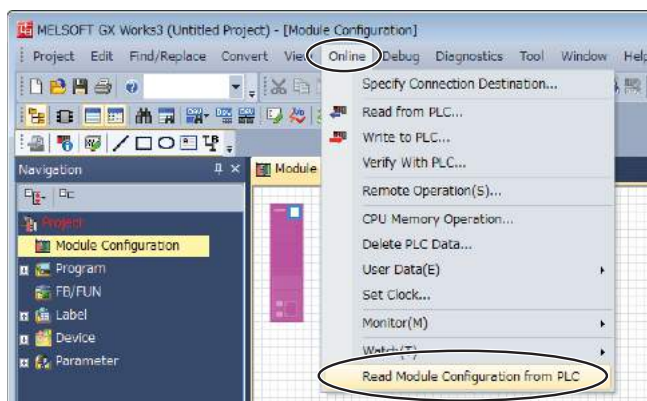 MELSOFT GX Works3 (Untitled Project) - [Module Configuration]
Project Edit Find/Replace Convert View Online Debug Diagnostics Tool Window Help
Specify Connection Destination...
Read from PLC...
Write to PLC...
Verify With PLC...
Remote Operation(S)...
CPU Memory Operation...
Delete PLC Data...
User Data(E)
Set Clock...
Monitor(M)
Watch(T)
Read Module Configuration from PLC
Navigation
Module
Project
Module Configuration
Program
FB/FUN
Label
Device
Parameter